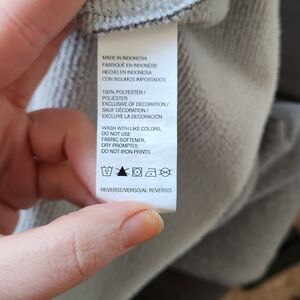 MADE IN INDONESIA
FABRIQUÉ EN INDONÉSIE
HECHO EN INDONESIA
CON INSUMOS IMPORTADOS
100% POLYESTER /
POLIÉSTER
EXCLUSIVE OF DECORATION /
SAUF DÉCORATION /
EXCLUYE LA DECORACIÓN
WASH WITH LIKE COLORS,
DO NOT USE
FABRIC SOFTENER,
DRY PROMPTLY,
DO NOT IRON PRINTS.
REVERSE/VERSO/AL REVERSO